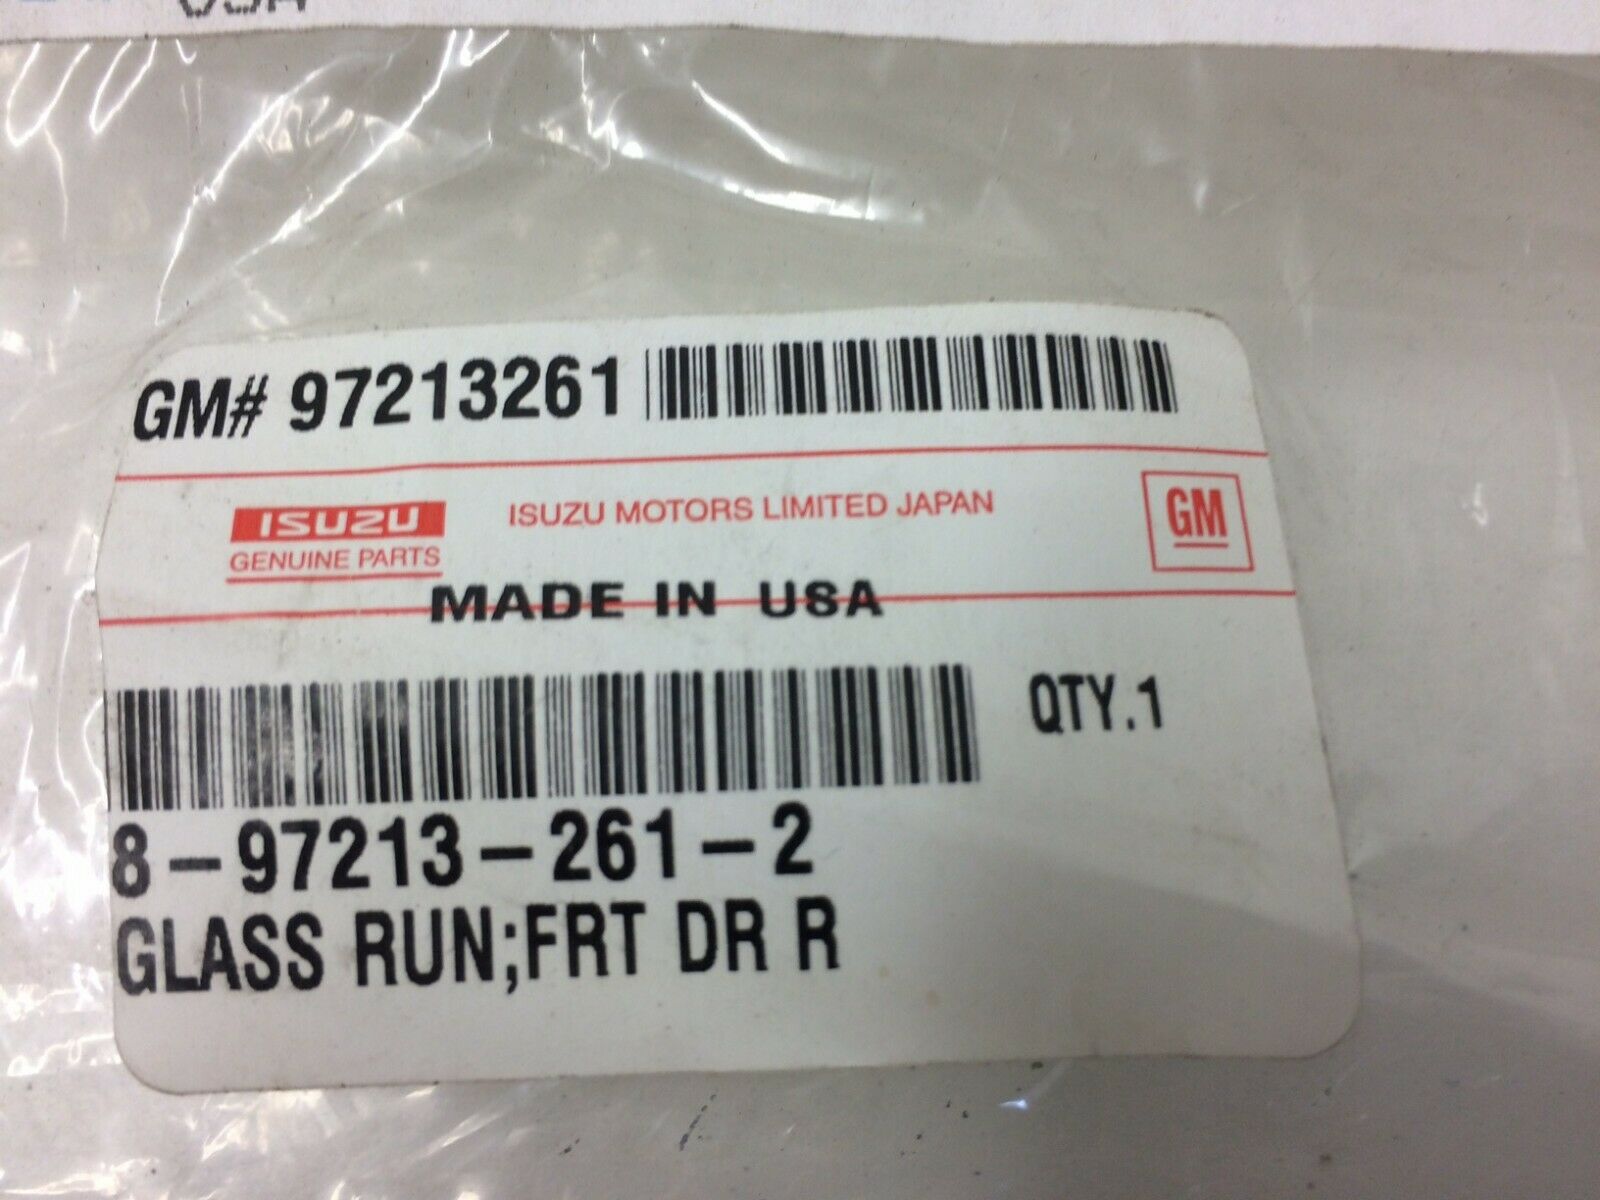 USA
GM# 97213261
ISUZU
GENUINE PARTS
ISUZU MOTORS LIMITED JAPAN
GM
MADE IN USA
QTY.1
8-97213-261-2
GLASS RUN;FRT DR R